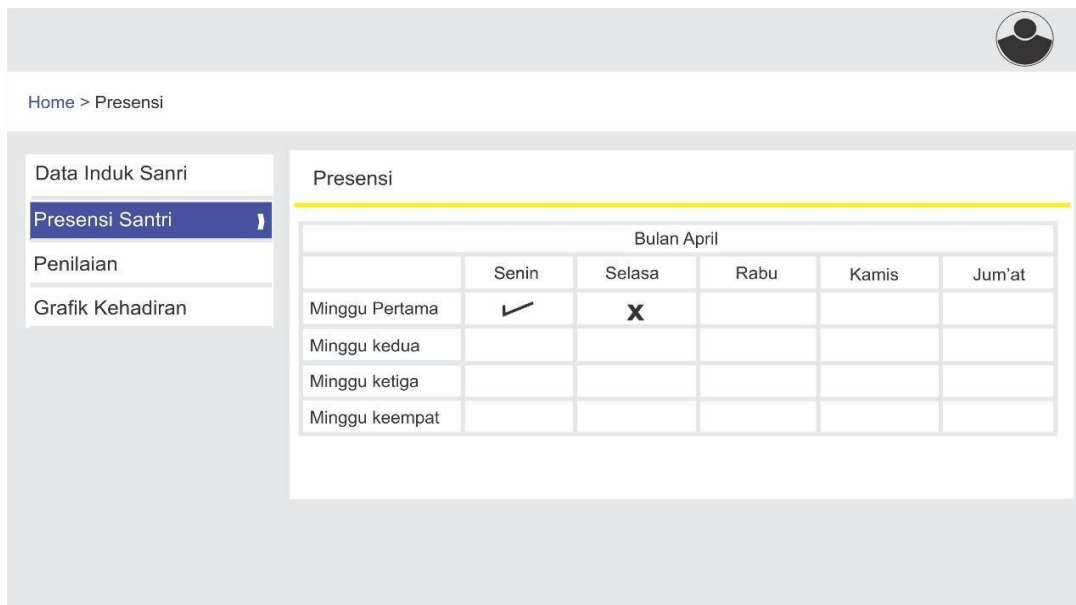 Home > Presensi
Data Induk Sanri
Presensi Santri
Penilaian
Grafik Kehadiran
Presensi
Bulan April
Senin Selasa Rabu Kamis Jum'at
Minggu Pertama ✓ x
Minggu kedua
Minggu ketiga
Minggu keempat